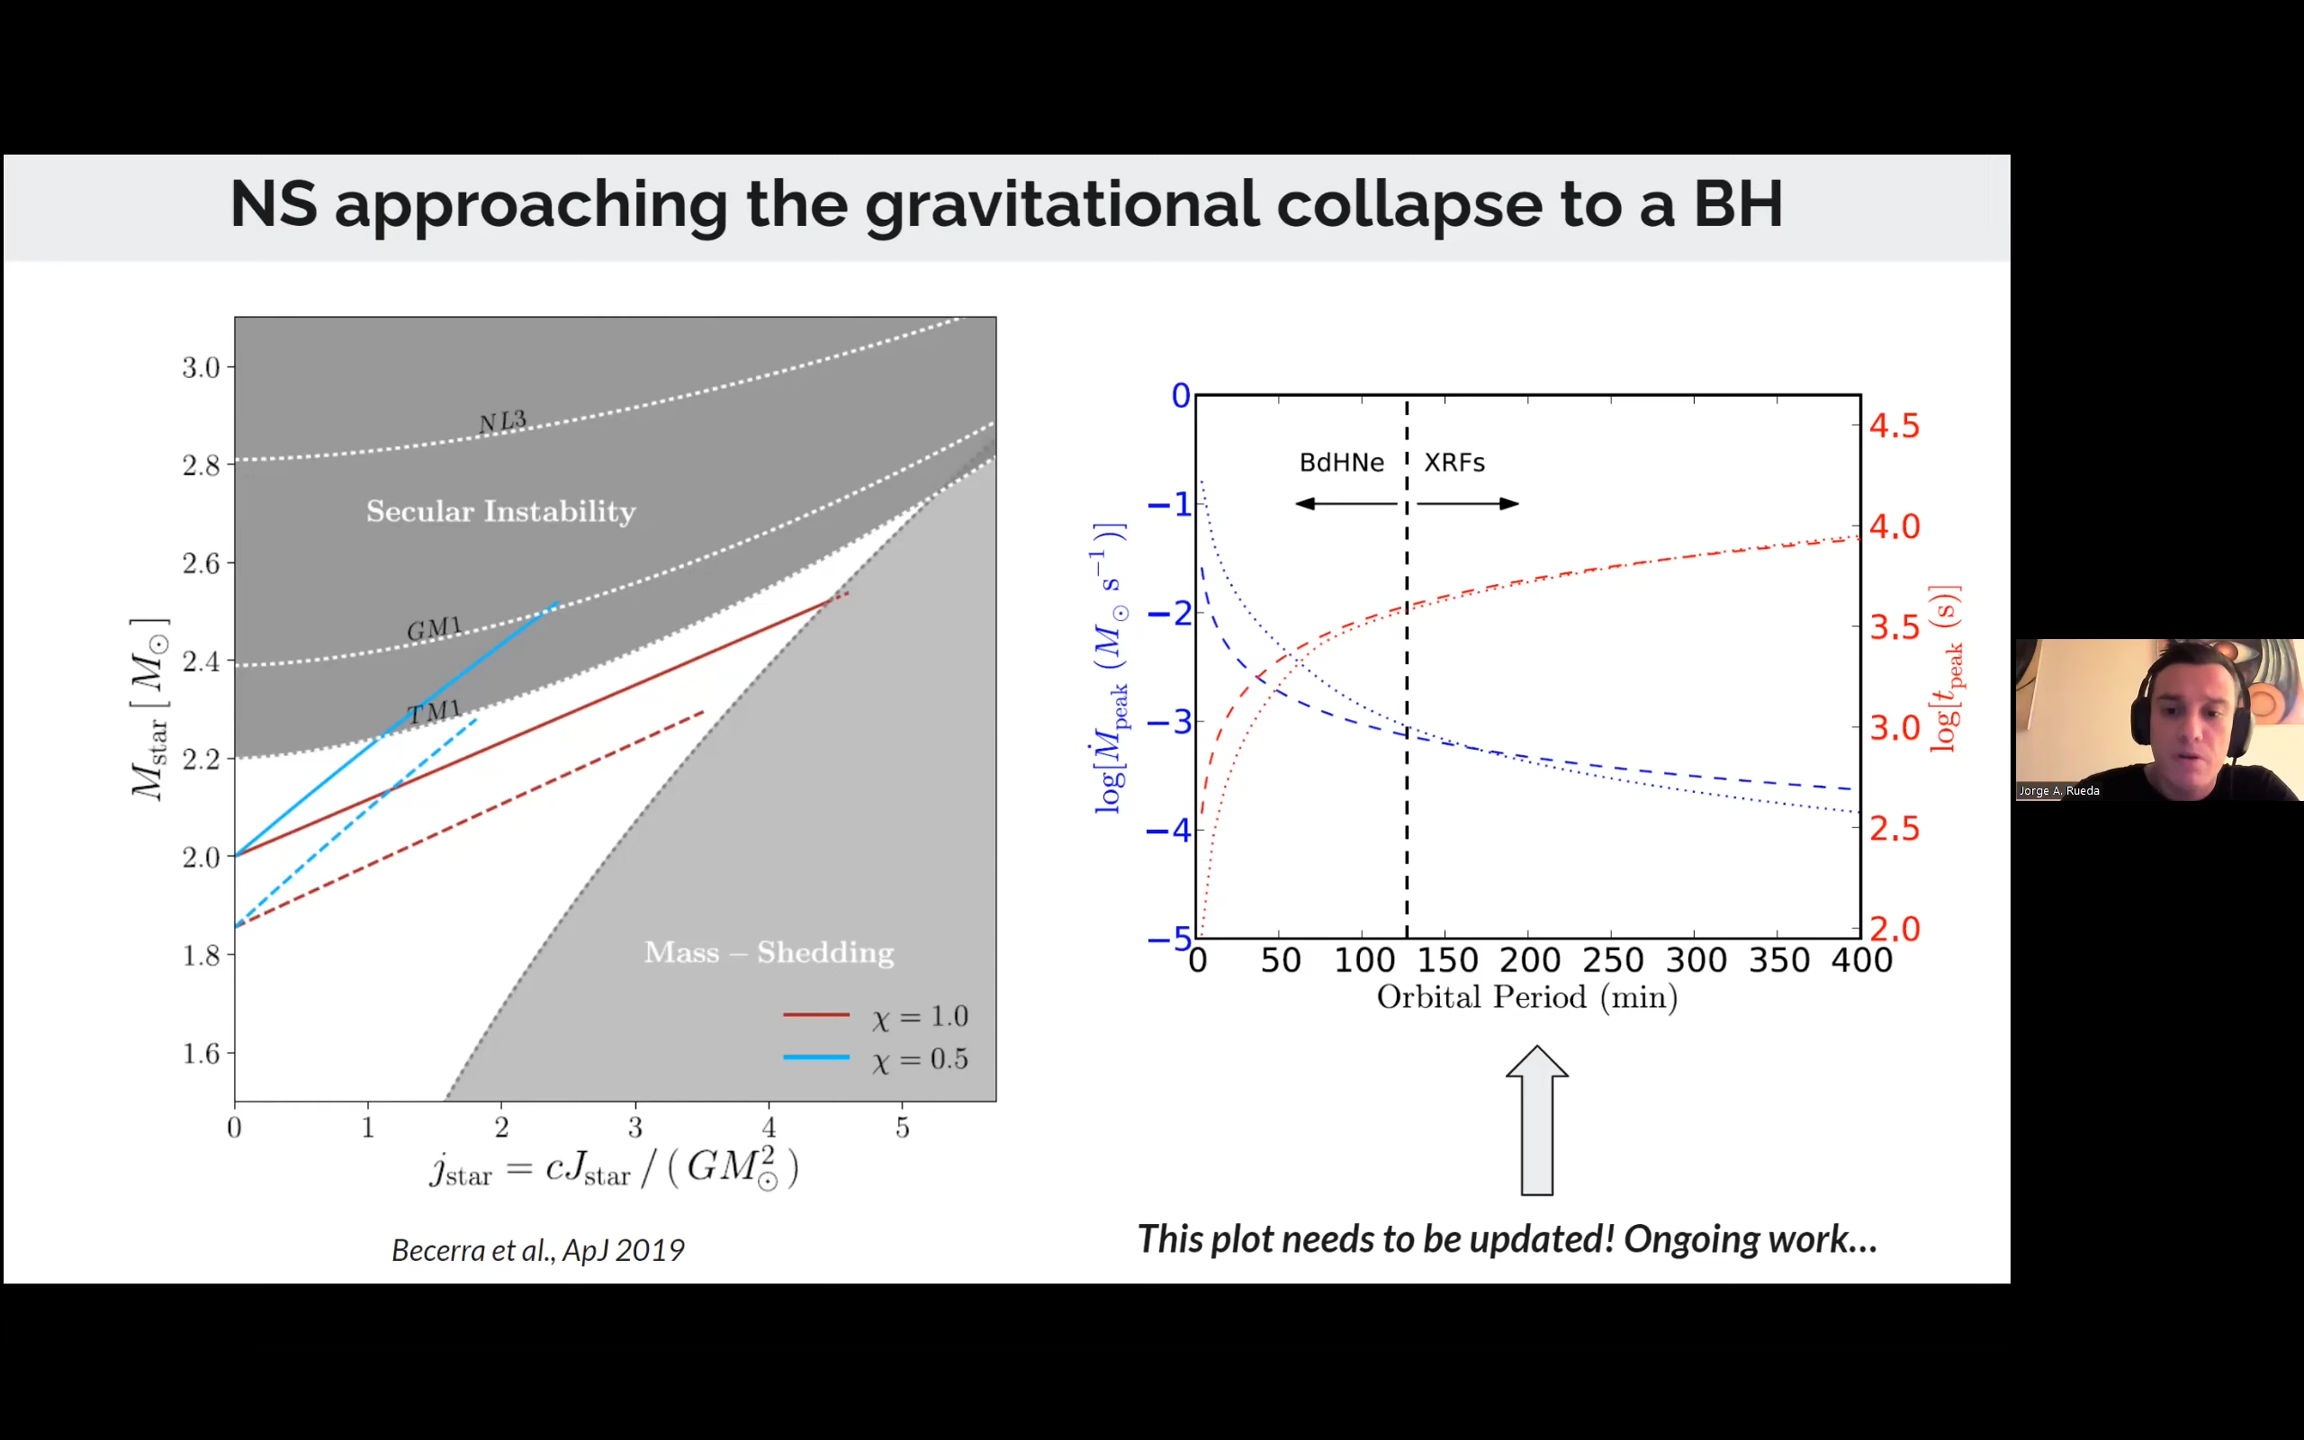 NS approaching the gravitational collapse to a BH
3.0
2.8
2.6
2.4
2.2
2.0
1.8
1.6
M_star [M_⊙]
NL3
Secular Instability
GM1
TM1
Mass − Shedding
χ = 1.0
χ = 0.5
0 1 2 3 4 5
j_star = cJ_star / (GM_⊙^2)
Becerra et al., ApJ 2019
0
−1
−2
−3
−4
−5
log[Ṁ_peak (M_⊙ s^−1)]
BdHNe XRFs
4.5
4.0
3.5
3.0
2.5
2.0
log[t_peak (s)]
0 50 100 150 200 250 300 350 400
Orbital Period (min)
This plot needs to be updated! Ongoing work...
Jorge A. Rueda